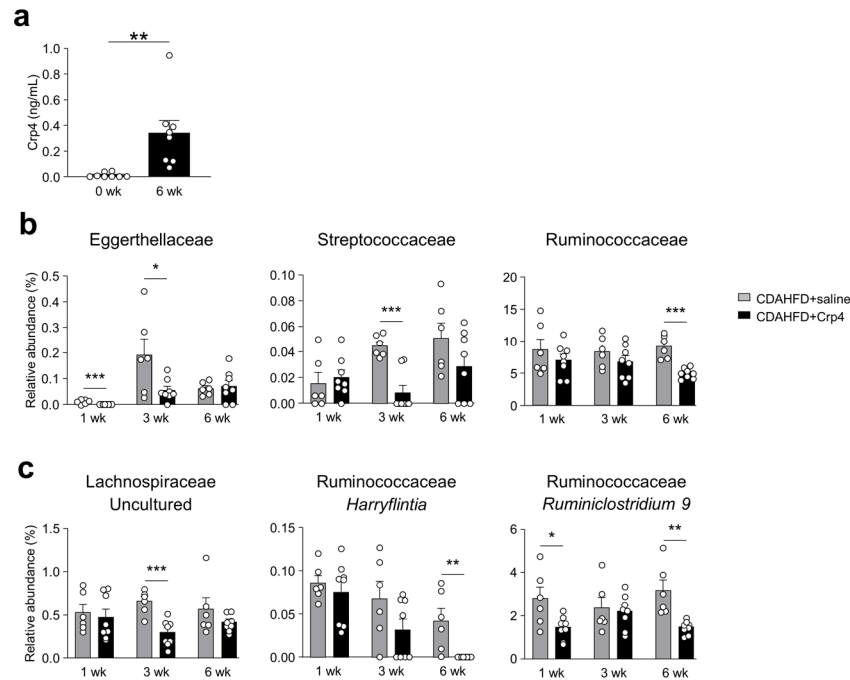 a
**
Crp4 (ng/mL)
1.0
0.8
0.6
0.4
0.2
0.0
0 wk
6 wk
b
Eggerthellaceae
Relative abundance (%)
0.5
0.4
0.3
0.2
0.1
0.0
***
*
1 wk
3 wk
6 wk
Streptococcaceae
0.10
0.08
0.06
0.04
0.02
0.00
***
1 wk
3 wk
6 wk
Ruminococcaceae
20
15
10
5
0
***
1 wk
3 wk
6 wk
CDAHFD+saline
CDAHFD+Crp4
c
Lachnospiraceae
Uncultured
Relative abundance (%)
1.5
1.0
0.5
0.0
***
1 wk
3 wk
6 wk
Ruminococcaceae
Harryflintia
0.15
0.10
0.05
0.00
**
1 wk
3 wk
6 wk
Ruminococcaceae
Ruminiclostridium 9
6
4
2
0
*
**
1 wk
3 wk
6 wk